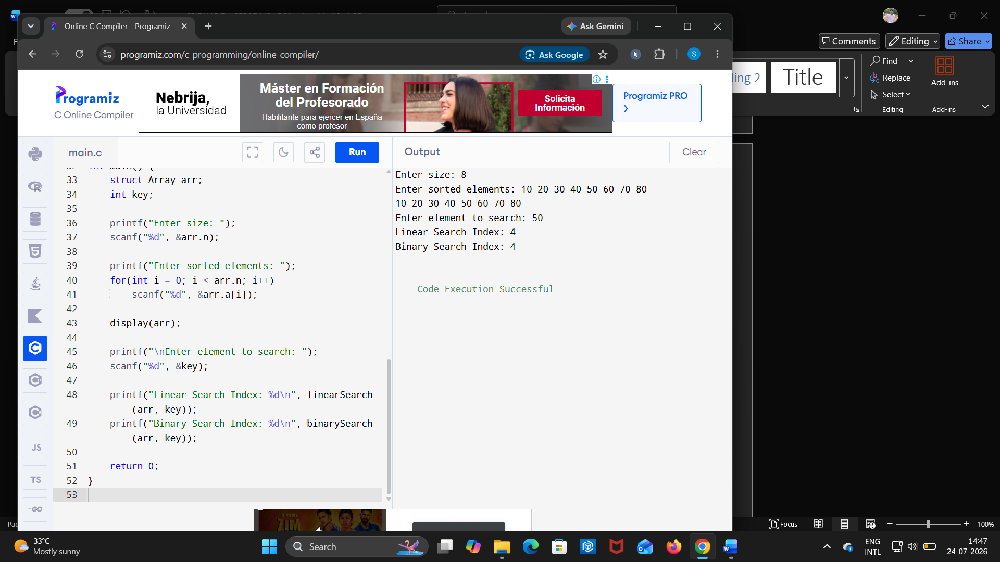 Online C Compiler - Programiz
Ask Gemini
programiz.com/c-programming/online-compiler/
Ask Google
S
Comments
Editing
Share
Find
Replace
Select
Editing
Title
Add-ins
Add-ins
ing 2
Programiz
C Online Compiler
Nebrija,
la Universidad
Máster en Formación
del Profesorado
Habilitante para ejercer en España
como profesor
Solicita
Información
Programiz PRO
main.c
Run
Output
Clear
32 int main() {
33 struct Array arr;
34 int key;
35
36 printf("Enter size: ");
37 scanf("%d", &arr.n);
38
39 printf("Enter sorted elements: ");
40 for(int i = 0; i < arr.n; i++)
41 scanf("%d", &arr.a[i]);
42
43 display(arr);
44
45 printf("\nEnter element to search: ");
46 scanf("%d", &key);
47
48 printf("Linear Search Index: %d\n", linearSearch
(arr, key));
49 printf("Binary Search Index: %d\n", binarySearch
(arr, key));
50
51 return 0;
52 }
53
Enter size: 8
Enter sorted elements: 10 20 30 40 50 60 70 80
10 20 30 40 50 60 70 80
Enter element to search: 50
Linear Search Index: 4
Binary Search Index: 4
=== Code Execution Successful ===
R
C
JS
TS
GO
3 T20Is
ZIM
Pag
Focus
100%
33°C
Mostly sunny
Search
ENG
INTL
14:47
24-07-2026